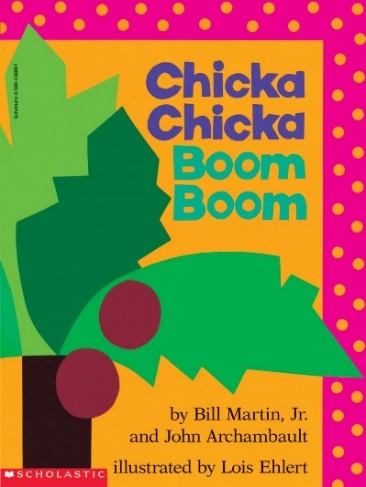 Chicka
Chicka
Boom
Boom
by Bill Martin, Jr.
and John Archambault
illustrated by Lois Ehlert
SCHOLASTIC